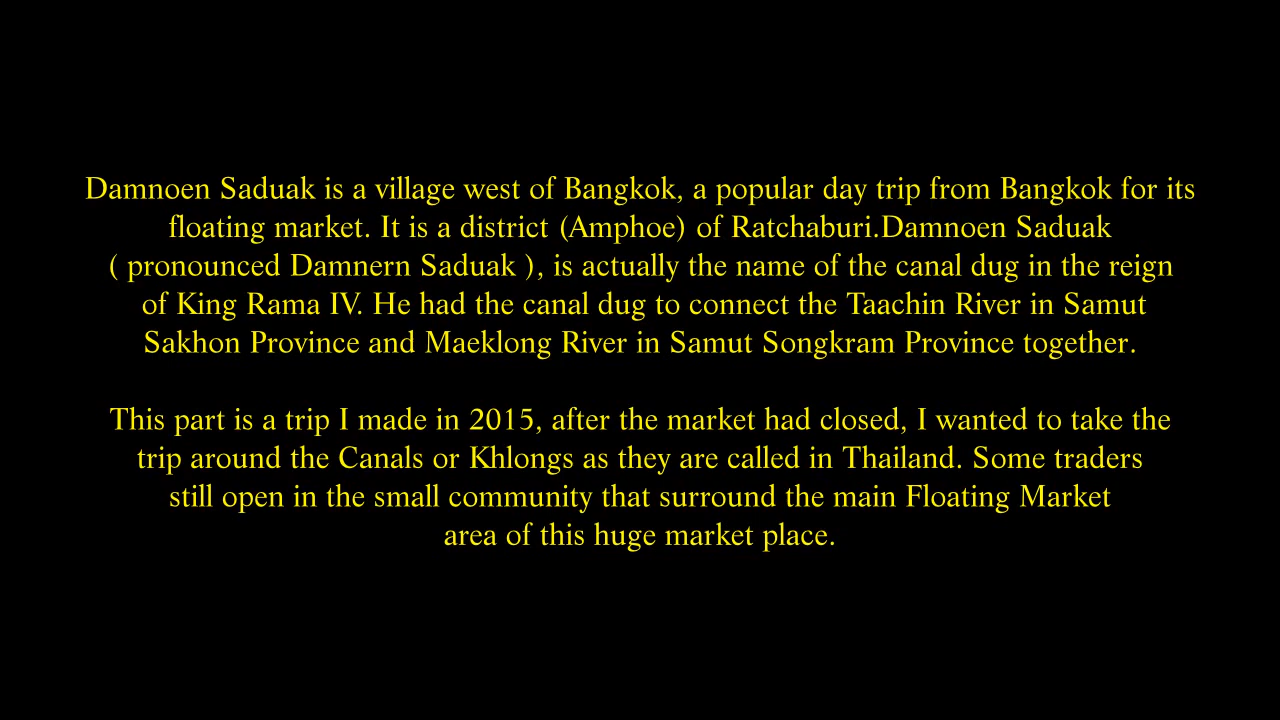 Damnoen Saduak is a village west of Bangkok, a popular day trip from Bangkok for its
floating market. It is a district (Amphoe) of Ratchaburi.Damnoen Saduak
( pronounced Damnern Saduak ), is actually the name of the canal dug in the reign
of King Rama IV. He had the canal dug to connect the Taachin River in Samut
Sakhon Province and Maeklong River in Samut Songkram Province together.
This part is a trip I made in 2015, after the market had closed, I wanted to take the
trip around the Canals or Khlongs as they are called in Thailand. Some traders
still open in the small community that surround the main Floating Market
area of this huge market place.